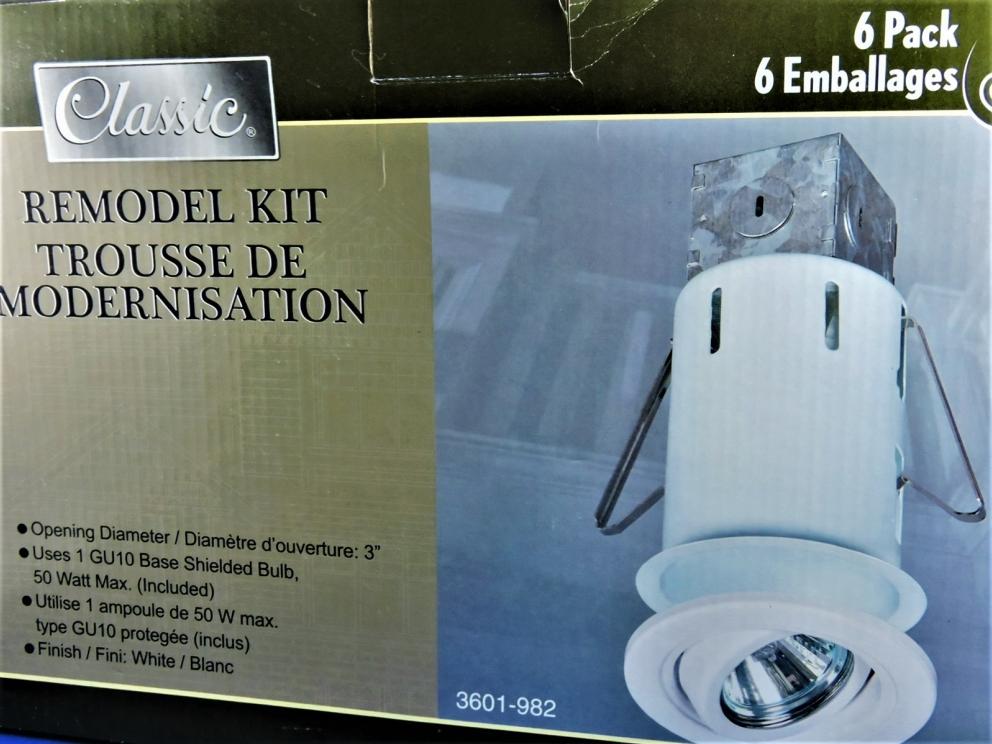 6 Pack
6 Emballages
Classic®
REMODEL KIT
TROUSSE DE
MODERNISATION
● Opening Diameter / Diamètre d'ouverture: 3"
● Uses 1 GU10 Base Shielded Bulb,
50 Watt Max. (Included)
● Utilise 1 ampoule de 50 W max.
type GU10 protegée (inclus)
● Finish / Fini: White / Blanc
3601-982